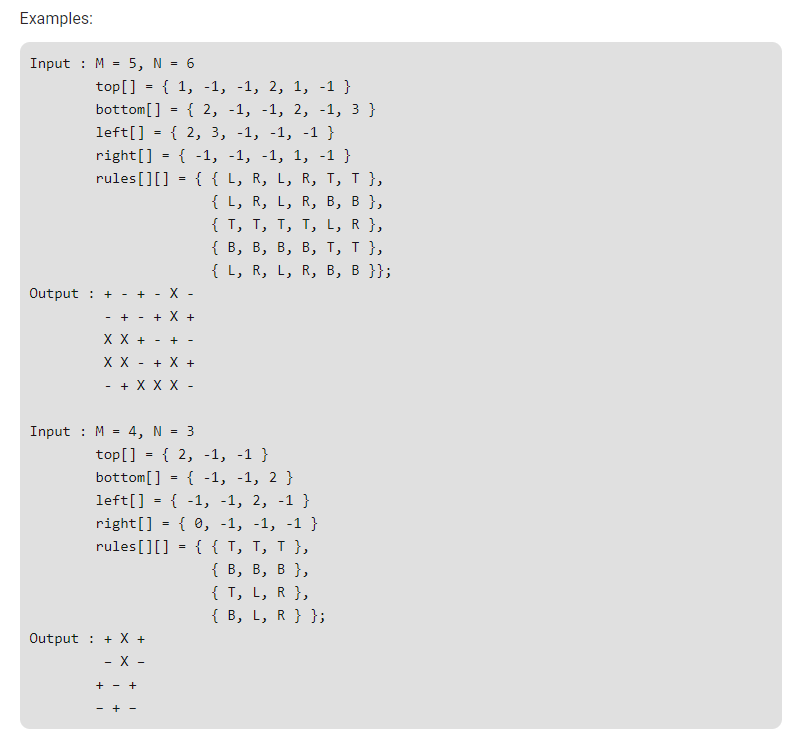 Examples:
Input : M = 5, N = 6
top[] = { 1, -1, -1, 2, 1, -1 }
bottom[] = { 2, -1, -1, 2, -1, 3 }
left[] = { 2, 3, -1, -1, -1 }
right[] = { -1, -1, -1, 1, -1 }
rules[][] = { { L, R, L, R, T, T },
{ L, R, L, R, B, B },
{ T, T, T, T, L, R },
{ B, B, B, B, T, T },
{ L, R, L, R, B, B }};
Output : + - + - X -
- + - + X +
X X + - + -
X X - + X +
- + X X X -
Input : M = 4, N = 3
top[] = { 2, -1, -1 }
bottom[] = { -1, -1, 2 }
left[] = { -1, -1, 2, -1 }
right[] = { 0, -1, -1, -1 }
rules[][] = { { T, T, T },
{ B, B, B },
{ T, L, R },
{ B, L, R } };
Output : + X +
– X –
+ – +
– + –